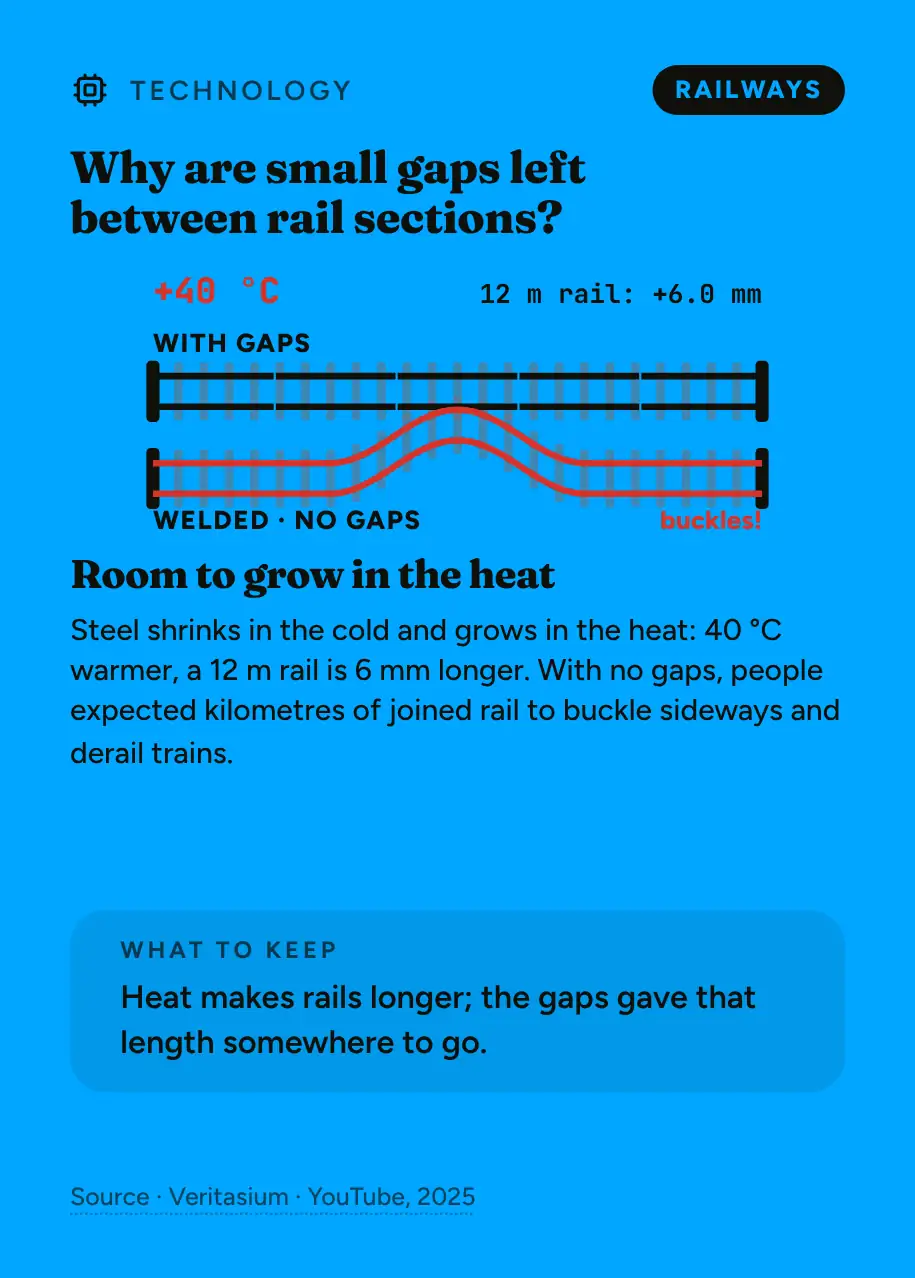 TECHNOLOGY
RAILWAYS
Why are small gaps left
between rail sections?
+40 °C
12 m rail: +6.0 mm
WITH GAPS
WELDED · NO GAPS
buckles!
Room to grow in the heat
Steel shrinks in the cold and grows in the heat: 40 °C
warmer, a 12 m rail is 6 mm longer. With no gaps, people
expected kilometres of joined rail to buckle sideways and
derail trains.
WHAT TO KEEP
Heat makes rails longer; the gaps gave that
length somewhere to go.
Source · Veritasium · YouTube, 2025